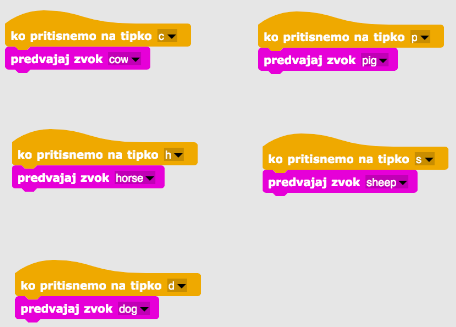 ko pritisnemo na tipko c
predvajaj zvok cow
ko pritisnemo na tipko p
predvajaj zvok pig
ko pritisnemo na tipko h
predvajaj zvok horse
ko pritisnemo na tipko s
predvajaj zvok sheep
ko pritisnemo na tipko d
predvajaj zvok dog